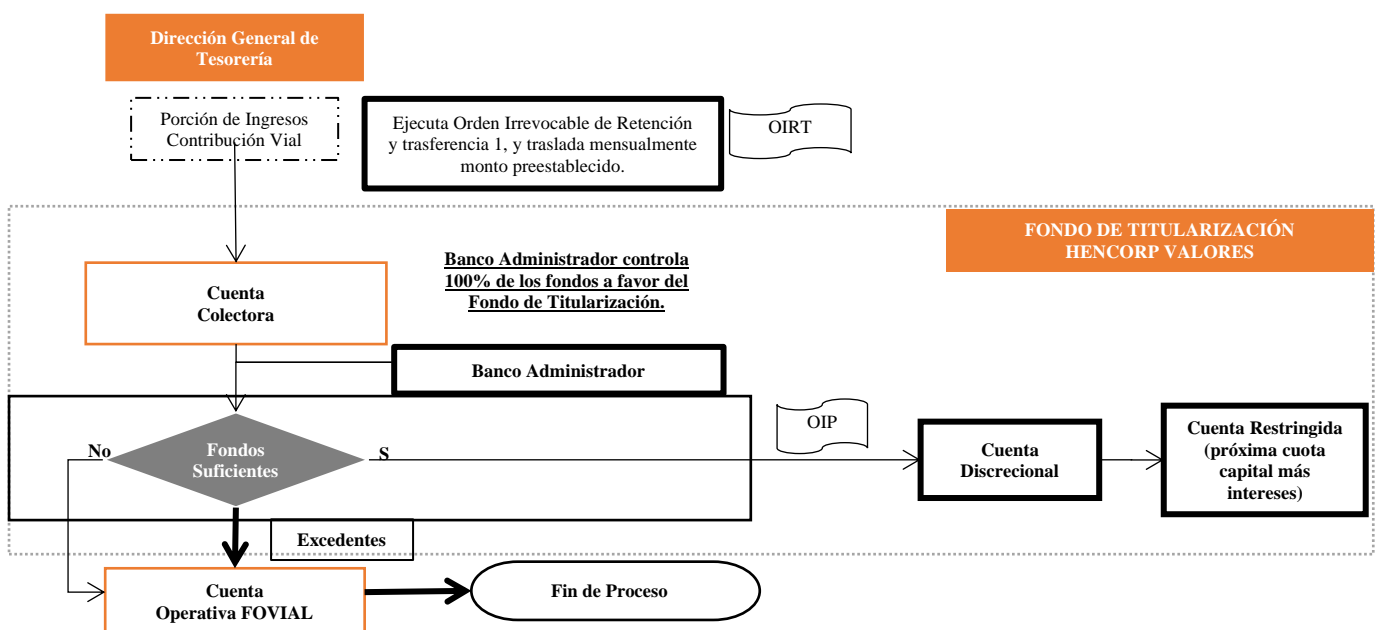 Dirección General de
Tesorería
Porción de Ingresos
Contribución Vial
Ejecuta Orden Irrevocable de Retención
y trasferencia 1, y traslada mensualmente
monto preestablecido.
OIRT
FONDO DE TITULARIZACIÓN
HENCORP VALORES
Banco Administrador controla
100% de los fondos a favor del
Fondo de Titularización.
Cuenta
Colectora
Banco Administrador
No
Fondos
Suficientes
S
OIP
Cuenta
Discrecional
Cuenta Restringida
(próxima cuota
capital más
intereses)
Excedentes
Cuenta
Operativa FOVIAL
Fin de Proceso